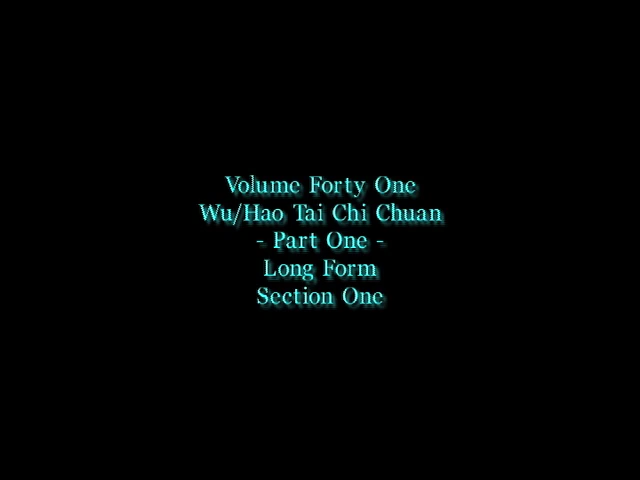 Volume Forty One
Wu/Hao Tai Chi Chuan
- Part One -
Long Form
Section One